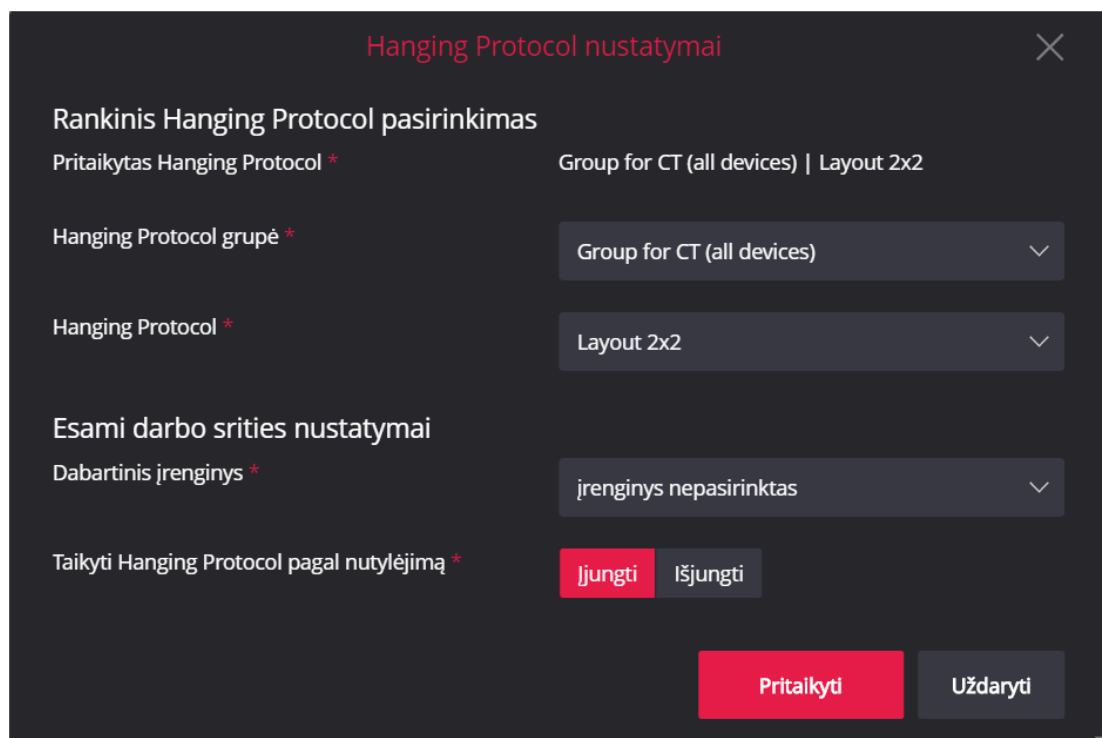 Hanging Protocol nustatymai
Rankinis Hanging Protocol pasirinkimas
Pritaikytas Hanging Protocol * Group for CT (all devices) | Layout 2x2
Hanging Protocol grupė * Group for CT (all devices)
Hanging Protocol * Layout 2x2
Esami darbo srities nustatymai
Dabartinis įrenginys * įrenginys nepasirinktas
Taikyti Hanging Protocol pagal nutylėjimą * Įjungti Išjungti
Pritaikyti Uždaryti